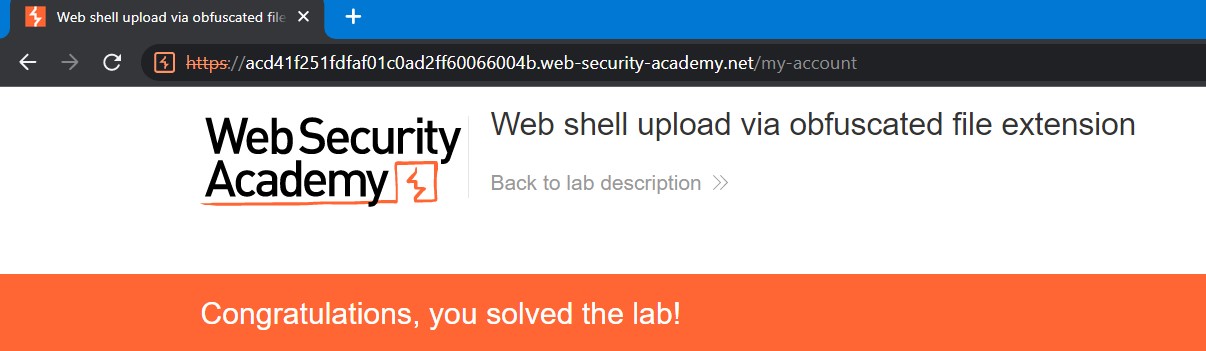 Web shell upload via obfuscated file
https://acd41f251fdfaf01c0ad2ff60066004b.web-security-academy.net/my-account
Web Security
Academy
Web shell upload via obfuscated file extension
Back to lab description
Congratulations, you solved the lab!